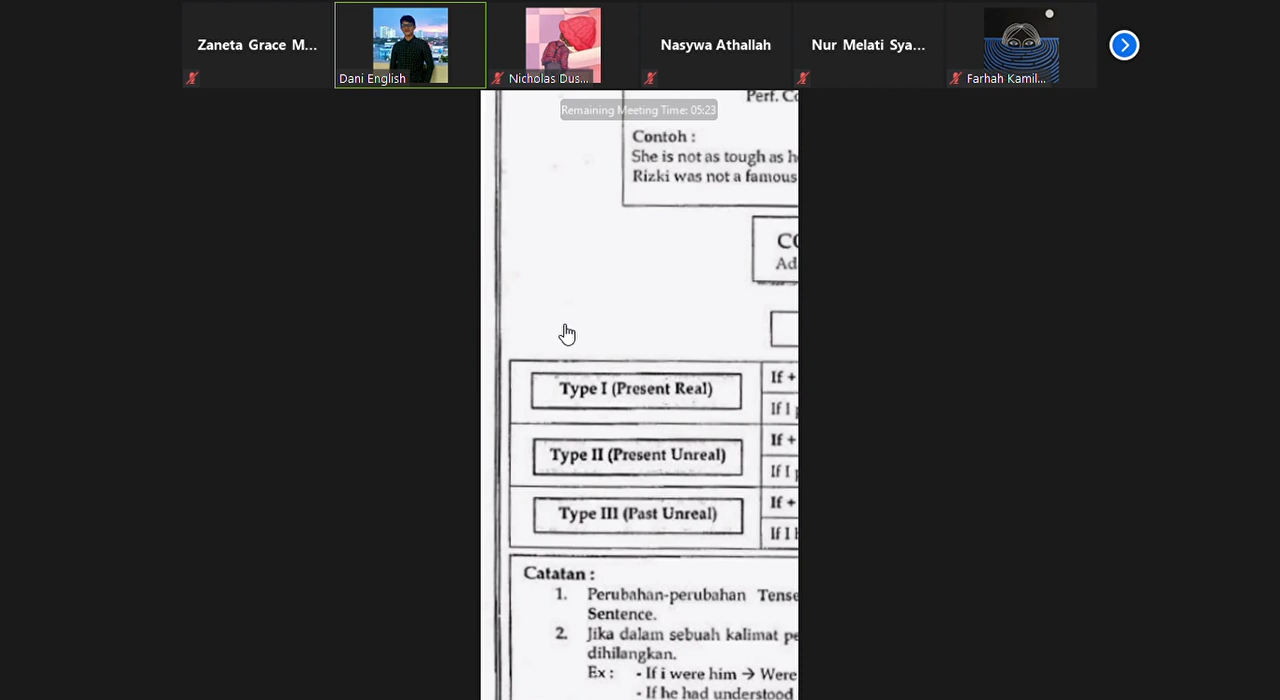 Zaneta Grace M...
Dani English
Nicholas Dus...
Nasywa Athallah
Nur Melati Sya...
Farhah Kamil...
Remaining Meeting Time: 05:23
Perf. Co
Contoh :
She is not as tough as h
Rizki was not a famous
CO
Ad
Type I (Present Real)
If +
If I p
Type II (Present Unreal)
If +
If I p
Type III (Past Unreal)
If +
If I h
Catatan :
1. Perubahan-perubahan Tense
Sentence.
2. Jika dalam sebuah kalimat pe
dihilangkan.
Ex : - If i were him → Were
- If he had understood